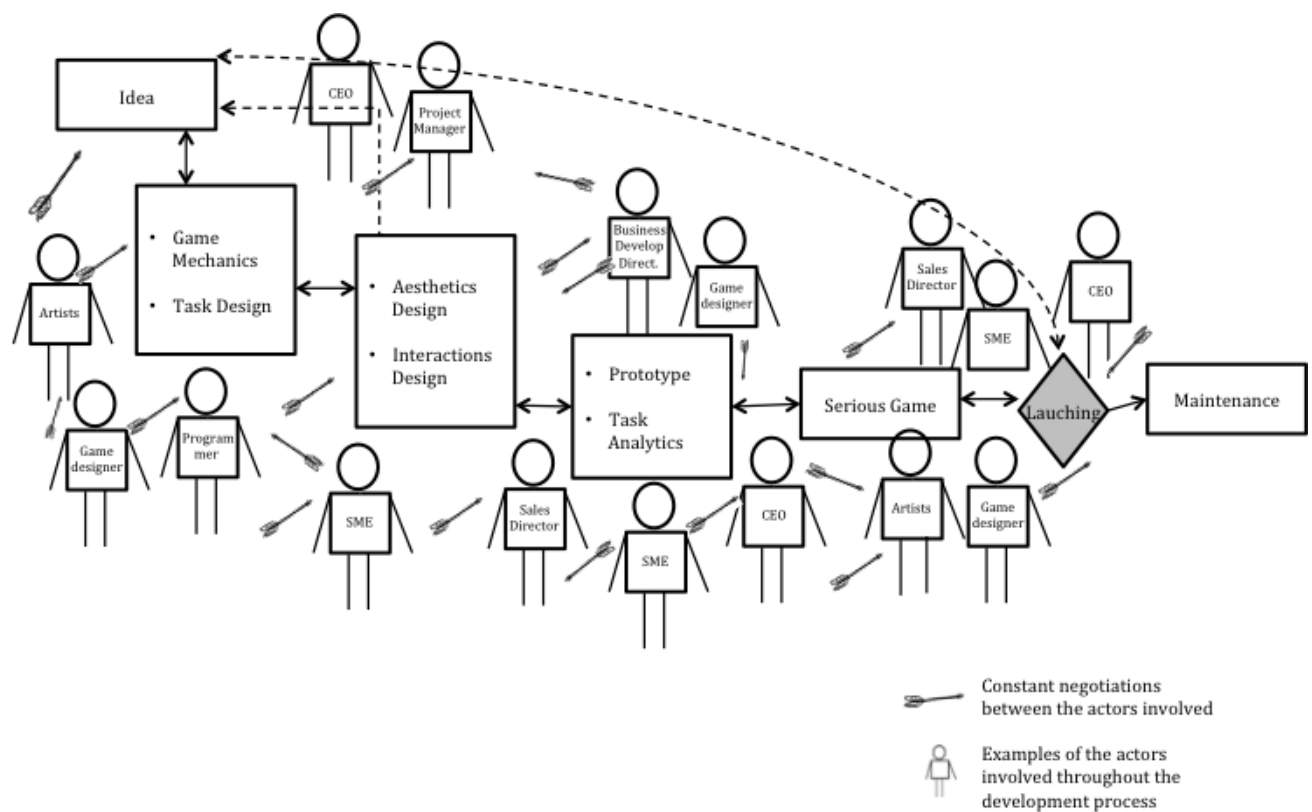 Idea
CEO
Project
Manager
• Game
Mechanics
• Task Design
Artists
Game
designer
Program
mer
• Aesthetics
Design
• Interactions
Design
SME
Sales
Director
Business
Develop
Direct.
Game
designer
• Prototype
• Task
Analytics
SME
CEO
Sales
Director
SME
CEO
Serious Game
Lauching
Maintenance
Artists
Game
designer
Constant negotiations
between the actors involved
Examples of the actors
involved throughout the
development process